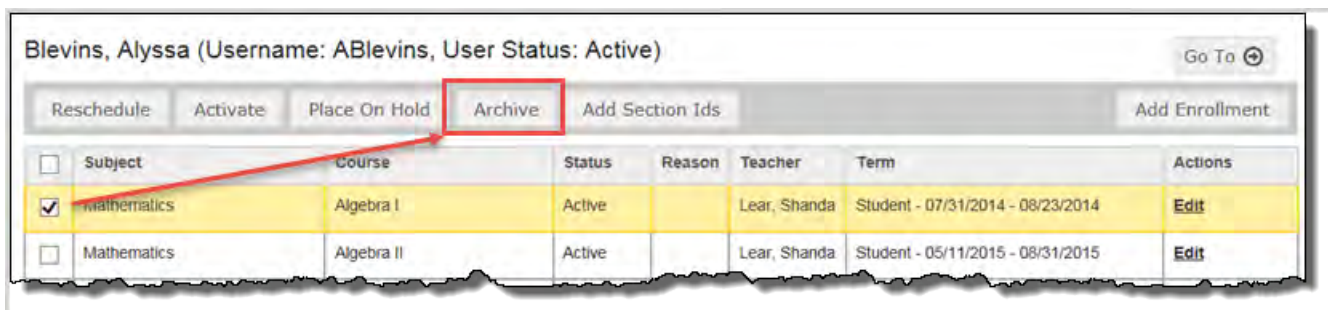 Blevins, Alyssa (Username: ABlevins, User Status: Active)
Go To
Reschedule Activate Place On Hold Archive Add Section Ids Add Enrollment
Subject Course Status Reason Teacher Term Actions
Mathematics Algebra I Active Lear, Shanda Student - 07/31/2014 - 08/23/2014 Edit
Mathematics Algebra II Active Lear, Shanda Student - 05/11/2015 - 08/31/2015 Edit